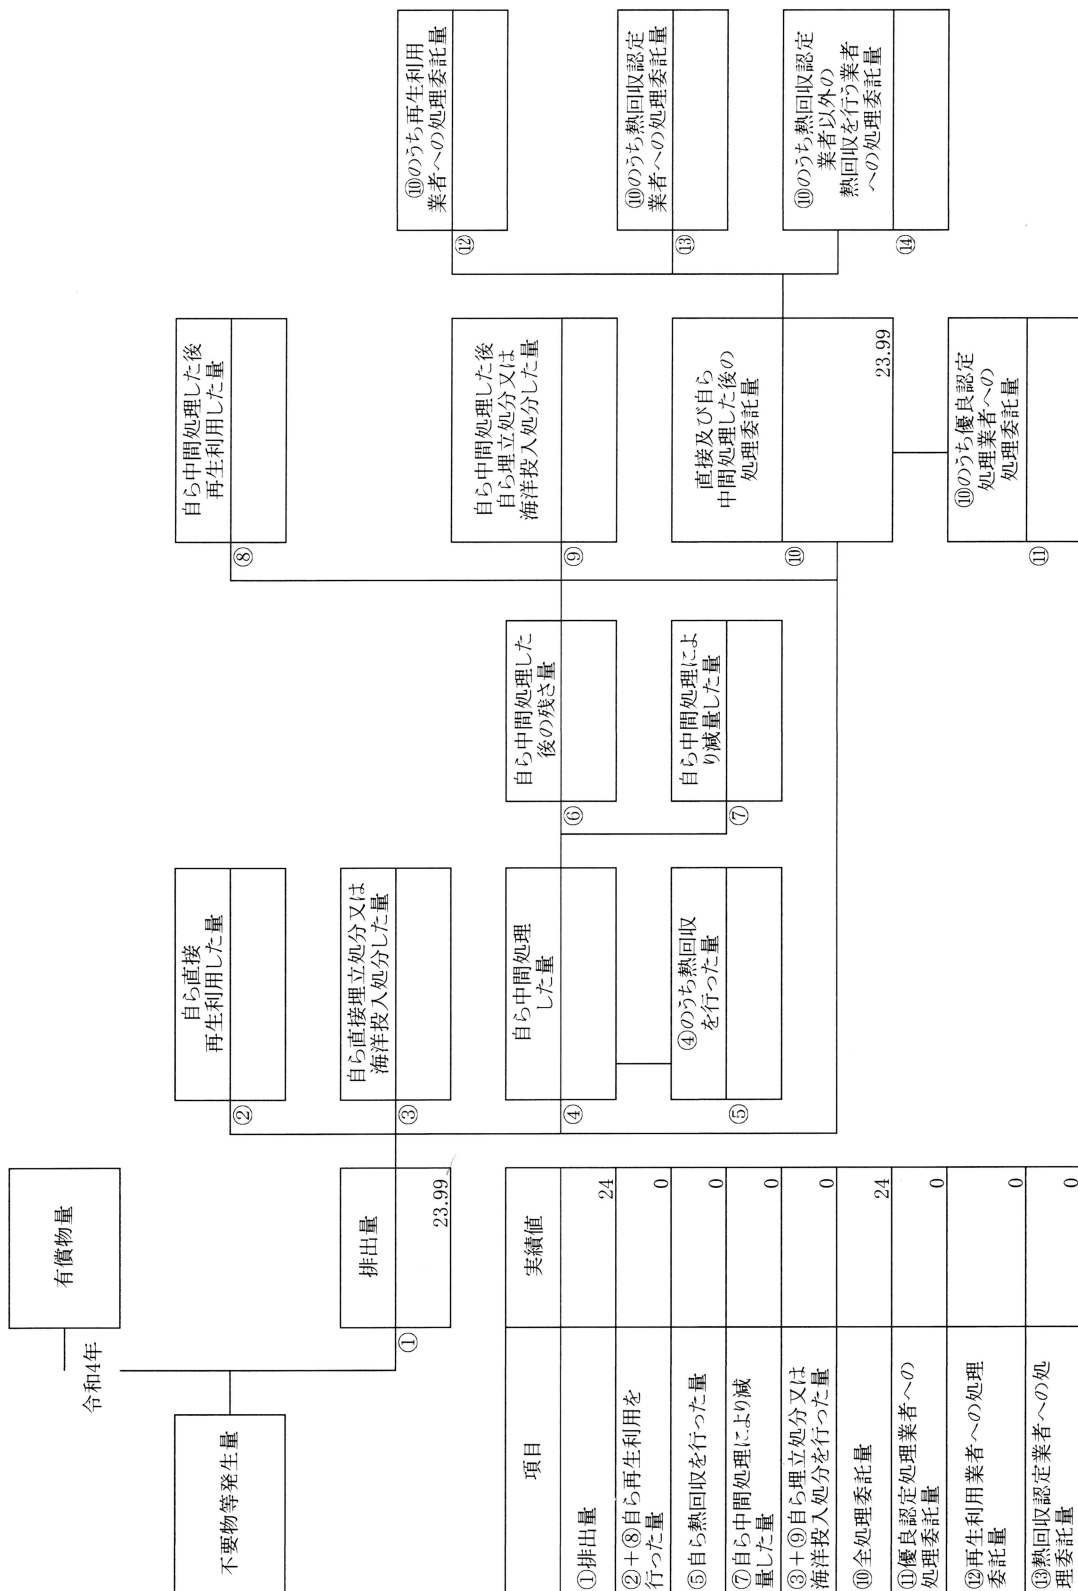 令和4年
不要物等発生量
有償物量
①
排出量
23.99
②
自ら直接
再生利用した量
③
自ら直接埋立処分又は
海洋投入処分した量
④
自ら中間処理
した量
⑤
④のうち熱回収
を行った量
⑥
自ら中間処理した
後の残さ量
⑦
自ら中間処理によ
り減量した量
⑧
自ら中間処理した後
再生利用した量
⑨
自ら中間処理した後
自ら埋立処分又は
海洋投入処分した量
⑩
直接及び自ら
中間処理した後の
処理委託量
23.99
⑪
⑩のうち優良認定
処理業者への
処理委託量
⑫
⑩のうち再生利用
業者への処理委託量
⑬
⑩のうち熱回収認定
業者への処理委託量
⑭
⑩のうち熱回収認定
業者以外の
熱回収を行う業者
への処理委託量
項目
実績値
①排出量
24
②+⑧自ら再生利用を
行った量
0
⑤自ら熱回収を行った量
0
⑦自ら中間処理により減
量した量
0
③+⑨自ら埋立処分又は
海洋投入処分を行った量
0
⑩全処理委託量
24
⑪優良認定処理業者への
処理委託量
0
⑫再生利用業者への処理
委託量
0
⑬熱回収認定業者への処
理委託量
0